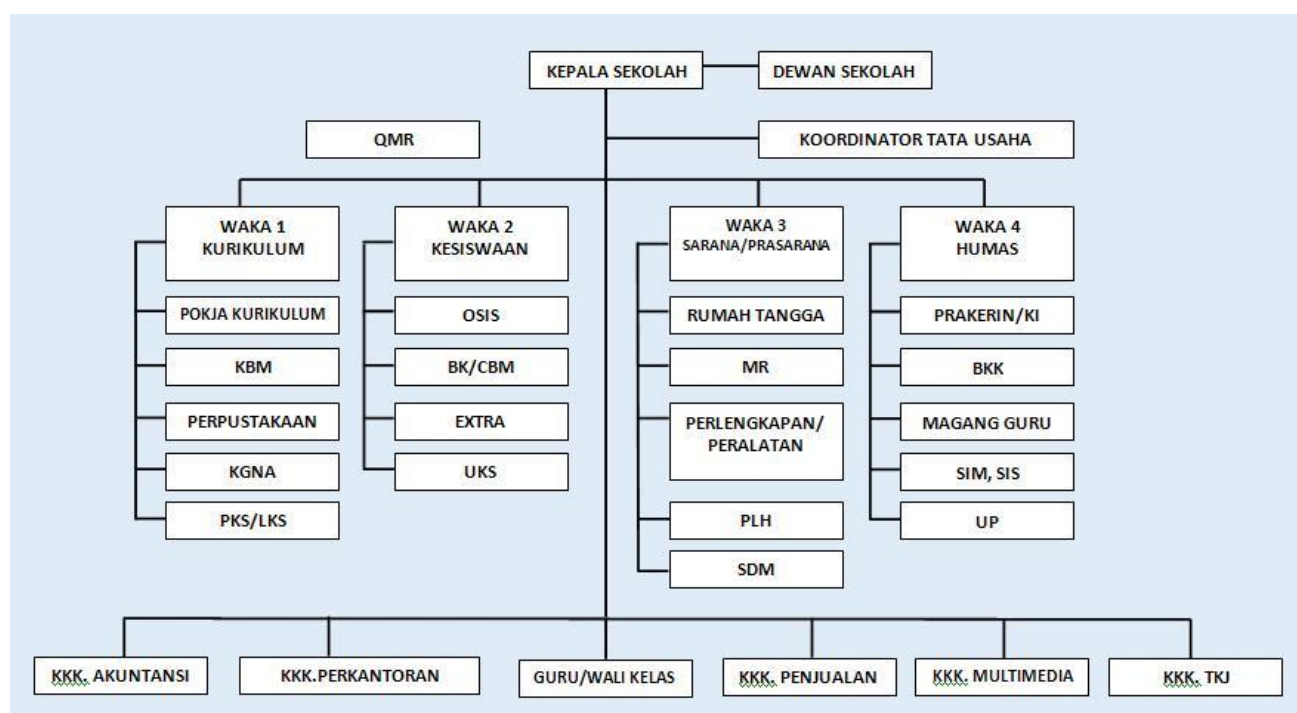 KEPALA SEKOLAH
DEWAN SEKOLAH
QMR
KOORDINATOR TATA USAHA
WAKA 1
KURIKULUM
POKJA KURIKULUM
KBM
PERPUSTAKAAN
KGNA
PKS/LKS
WAKA 2
KESISWAAN
OSIS
BK/CBM
EXTRA
UKS
WAKA 3
SARANA/PRASARANA
RUMAH TANGGA
MR
PERLENGKAPAN/
PERALATAN
PLH
SDM
WAKA 4
HUMAS
PRAKERIN/KI
BKK
MAGANG GURU
SIM, SIS
UP
KKK. AKUNTANSI
KKK.PERKANTORAN
GURU/WALI KELAS
KKK. PENJUALAN
KKK. MULTIMEDIA
KKK. TKJ